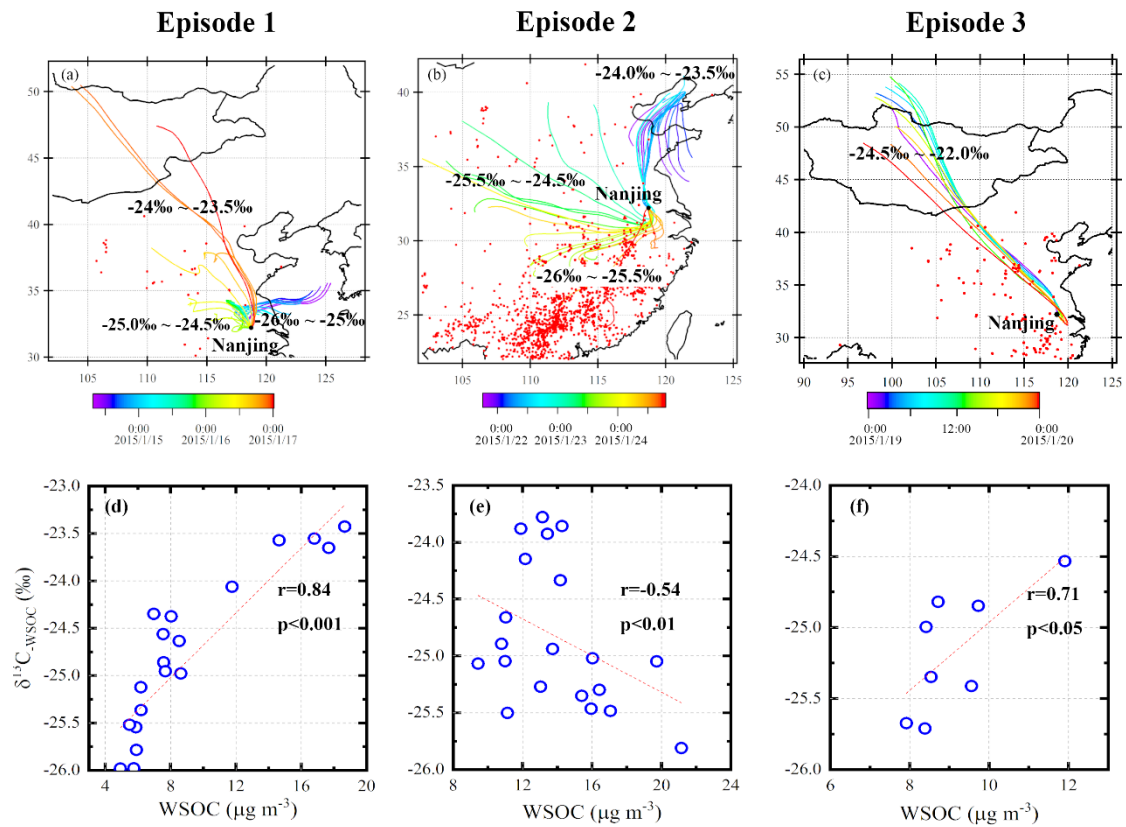 Episode 1 Episode 2 Episode 3
(a)
50
45
40
35
30
105 110 115 120 125
-24‰ ~ -23.5‰
-26‰ ~ -25‰
-25.0‰ ~ -24.5‰
Nanjing
0:00 0:00 0:00
2015/1/15 2015/1/16 2015/1/17
(b)
40
35
30
25
105 110 115 120 125
-24.0‰ ~ -23.5‰
-25.5‰ ~ -24.5‰
Nanjing
-26‰ ~ -25.5‰
0:00 0:00 0:00
2015/1/22 2015/1/23 2015/1/24
(c)
55
50
45
40
35
30
90 95 100 105 110 115 120 125
-24.5‰ ~ -22.0‰
Nanjing
0:00 12:00 0:00
2015/1/19 2015/1/20
(d)
-23.0
-23.5
-24.0
-24.5
-25.0
-25.5
-26.0
δ¹³C-WSOC (‰)
r=0.84
p<0.001
4 6 8 10 12 14 16 18 20
WSOC (μg m⁻³)
(e)
-23.5
-24.0
-24.5
-25.0
-25.5
-26.0
r=-0.54
p<0.01
8 12 16 20 24
WSOC (μg m⁻³)
(f)
-24.0
-24.5
-25.0
-25.5
-26.0
r=0.71
p<0.05
6 8 10 12
WSOC (μg m⁻³)